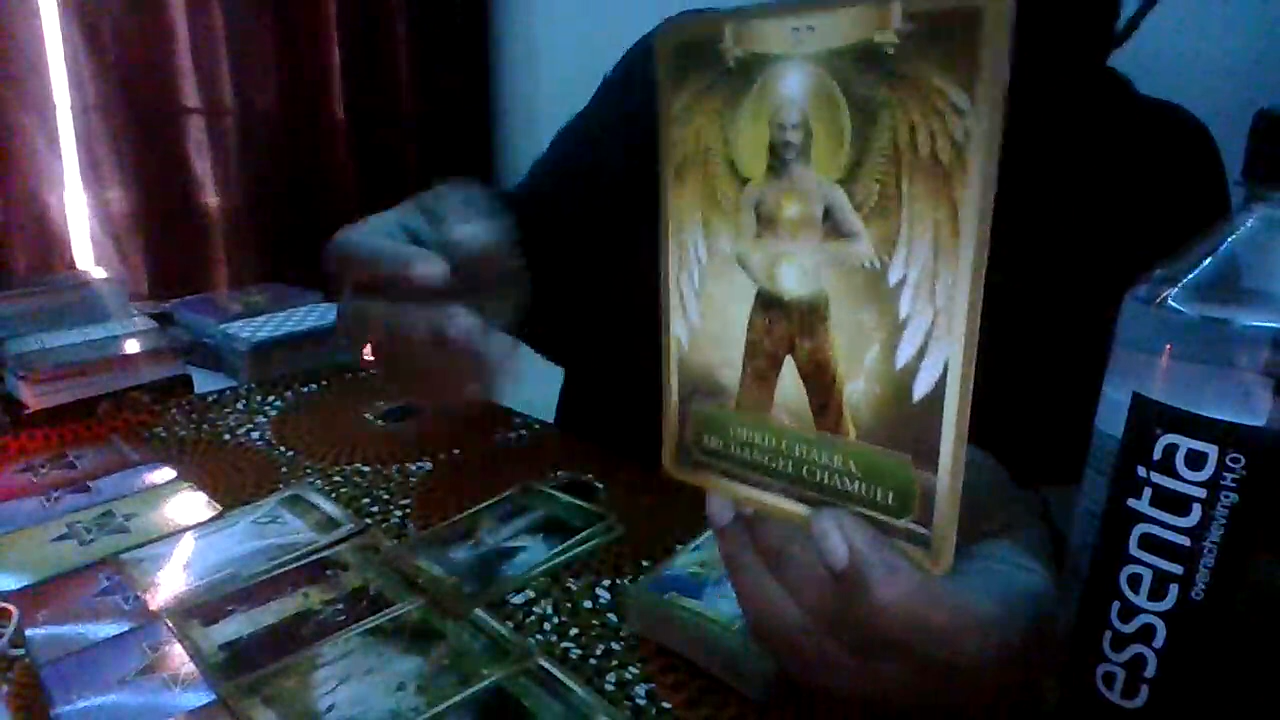 THIRD CHAKRA,
ARCHANGEL CHAMUEL
essentia
overachieving H₂O